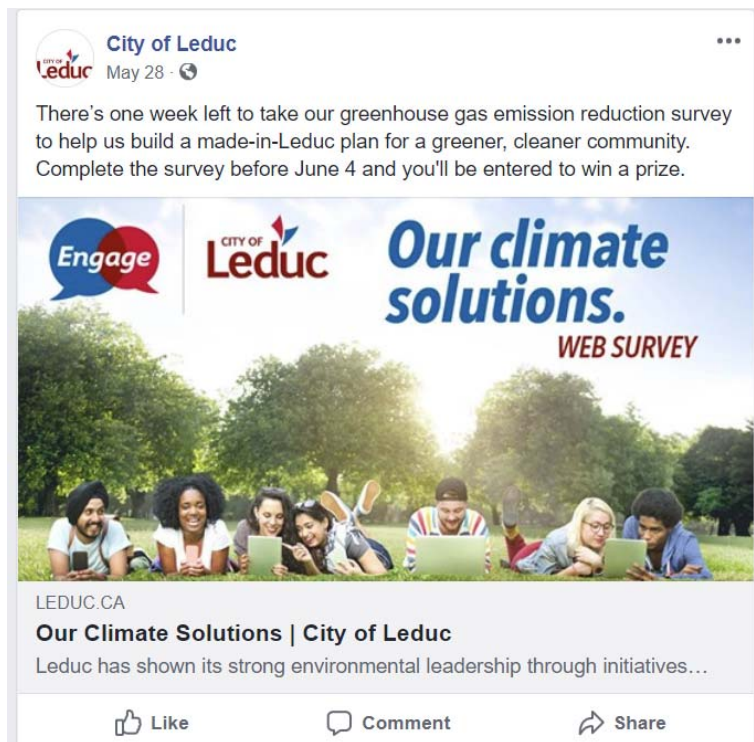 City of Leduc
CITY OF
Leduc
May 28 ·
There’s one week left to take our greenhouse gas emission reduction survey
to help us build a made-in-Leduc plan for a greener, cleaner community.
Complete the survey before June 4 and you'll be entered to win a prize.
Engage
CITY OF
Leduc
Our climate
solutions.
WEB SURVEY
LEDUC.CA
Our Climate Solutions | City of Leduc
Leduc has shown its strong environmental leadership through initiatives...
Like
Comment
Share